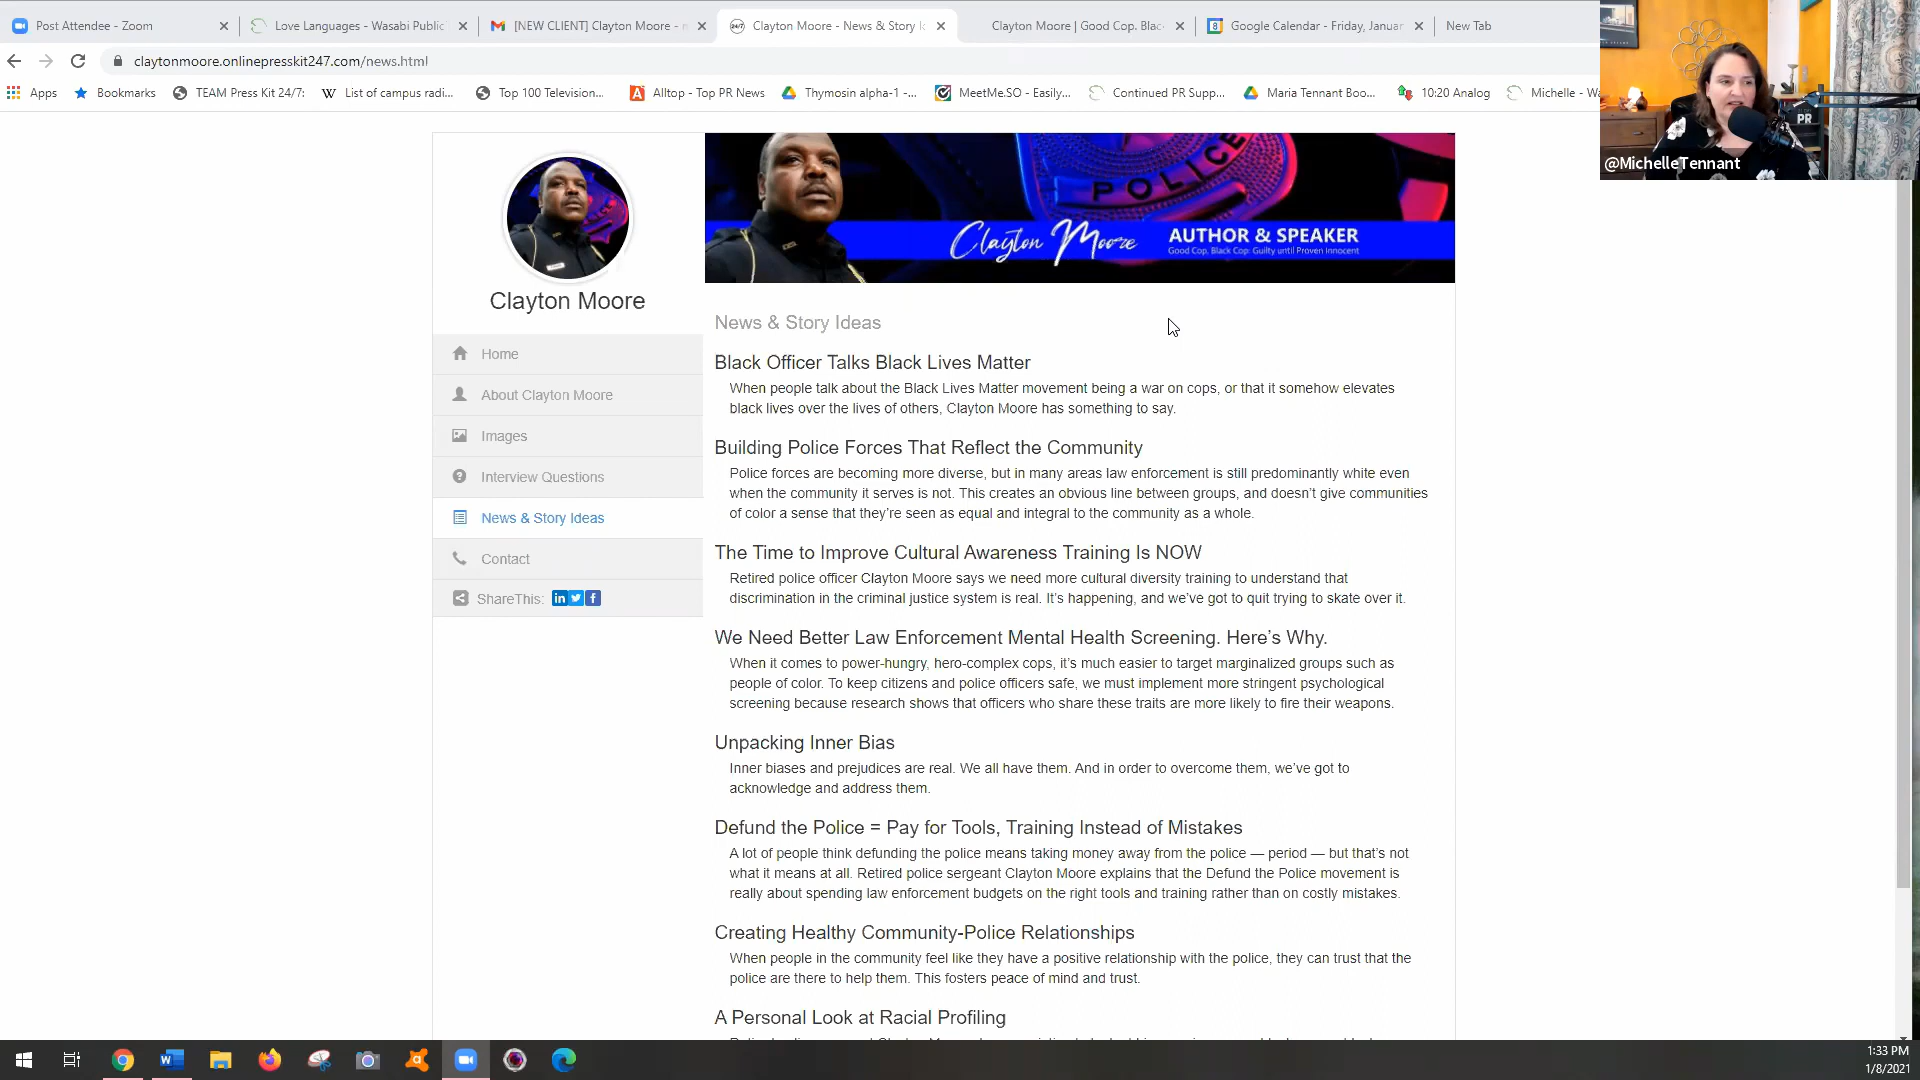 Post Attendee - Zoom
Love Languages - Wasabi Public
[NEW CLIENT] Clayton Moore -
Clayton Moore - News & Story I
Clayton Moore | Good Cop. Blac
Google Calendar - Friday, Januar
New Tab
claytonmoore.onlinepresskit247.com/news.html
Apps
Bookmarks
TEAM Press Kit 24/7:
List of campus radi...
Top 100 Television...
Alltop - Top PR News
Thymosin alpha-1 -...
MeetMe.SO - Easily...
Continued PR Supp...
Maria Tennant Boo...
10:20 Analog
Michelle - Wa
PR
@MichelleTennant
POLICE
Clayton Moore
AUTHOR & SPEAKER
Good Cop, Black Cop: Guilty until Proven Innocent
Clayton Moore
Home
About Clayton Moore
Images
Interview Questions
News & Story Ideas
Contact
ShareThis:
News & Story Ideas
Black Officer Talks Black Lives Matter
When people talk about the Black Lives Matter movement being a war on cops, or that it somehow elevates
black lives over the lives of others, Clayton Moore has something to say.
Building Police Forces That Reflect the Community
Police forces are becoming more diverse, but in many areas law enforcement is still predominantly white even
when the community it serves is not. This creates an obvious line between groups, and doesn't give communities
of color a sense that they're seen as equal and integral to the community as a whole.
The Time to Improve Cultural Awareness Training Is NOW
Retired police officer Clayton Moore says we need more cultural diversity training to understand that
discrimination in the criminal justice system is real. It's happening, and we've got to quit trying to skate over it.
We Need Better Law Enforcement Mental Health Screening. Here's Why.
When it comes to power-hungry, hero-complex cops, it's much easier to target marginalized groups such as
people of color. To keep citizens and police officers safe, we must implement more stringent psychological
screening because research shows that officers who share these traits are more likely to fire their weapons.
Unpacking Inner Bias
Inner biases and prejudices are real. We all have them. And in order to overcome them, we've got to
acknowledge and address them.
Defund the Police = Pay for Tools, Training Instead of Mistakes
A lot of people think defunding the police means taking money away from the police — period — but that's not
what it means at all. Retired police sergeant Clayton Moore explains that the Defund the Police movement is
really about spending law enforcement budgets on the right tools and training rather than on costly mistakes.
Creating Healthy Community-Police Relationships
When people in the community feel like they have a positive relationship with the police, they can trust that the
police are there to help them. This fosters peace of mind and trust.
A Personal Look at Racial Profiling
1:33 PM
1/8/2021